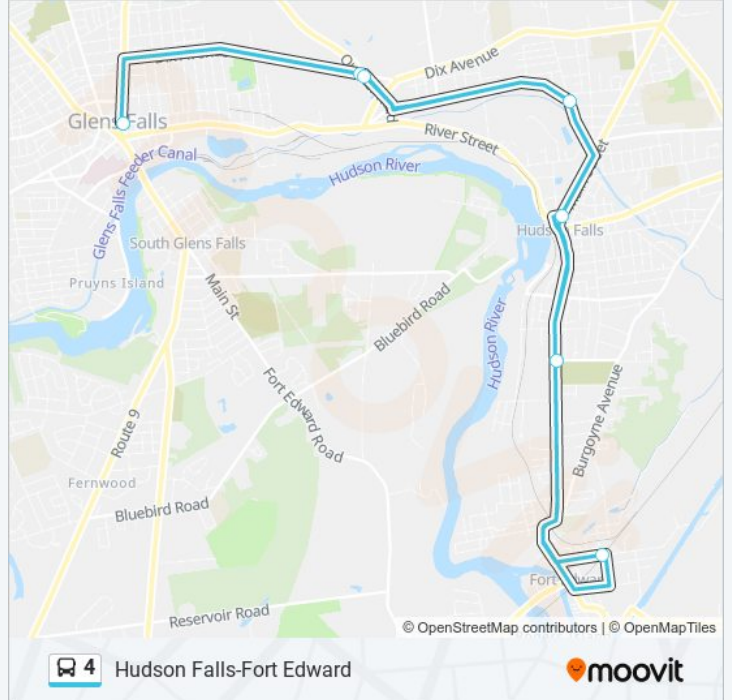 Dix Avenue
Glens Falls
River Street
Glens Falls Feeder Canal
Hudson River
South Glens Falls
Hudson Falls
Pruyns Island
Main St
Bluebird Road
Hudson River
Fort Edward Road
Route 9
Burgoyne Avenue
Fernwood
Bluebird Road
Fort Edward
Reservoir Road
© OpenStreetMap contributors | © OpenMapTiles
4 Hudson Falls-Fort Edward
moovit